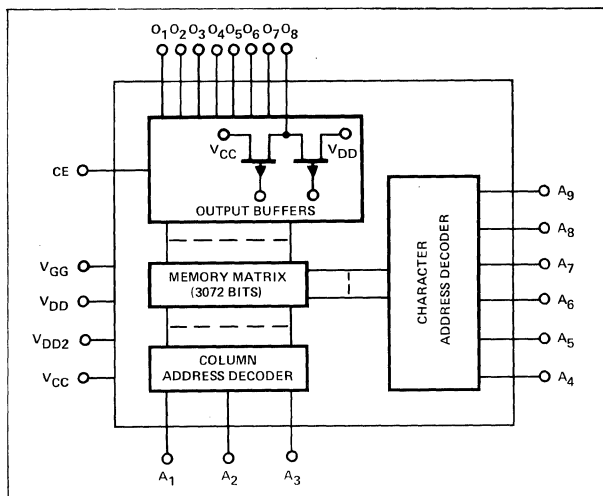 O1 O2 O3 O4 O5 O6 O7 O8
VCC
VDD
CE
OUTPUT BUFFERS
A9
A8
VGG
MEMORY MATRIX
(3072 BITS)
A7
VDD
A6
VDD2
A5
VCC
COLUMN
ADDRESS DECODER
A4
CHARACTER
ADDRESS DECODER
A1 A2 A3